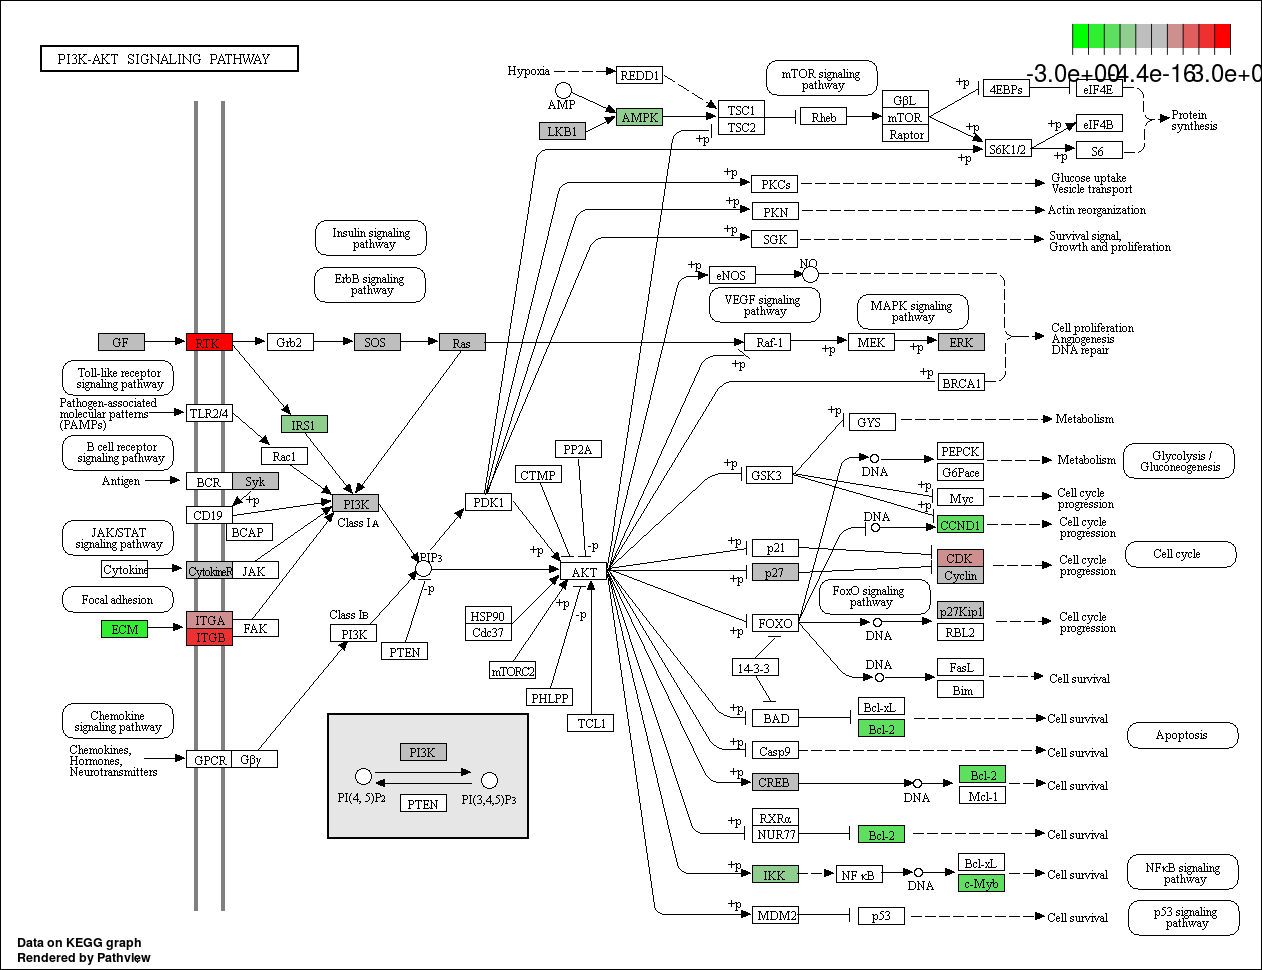 PI3K-AKT SIGNALING PATHWAY
Hypoxia
REDD1
AMP
LKB1
AMPK
TSC1
TSC2
+p
mTOR signaling
pathway
Rheb
GβL
mTOR
Raptor
+p
4EBPs
eIF4E
+p
S6K1/2
+p
+p
+p
eIF4B
S6
Protein
synthesis
-3.0e+00
-4.4e-16
3.0e+0
+p
PKCs
Glucose uptake
Vesicle transport
+p
PKN
Actin reorganization
+p
SGK
Survival signal,
Growth and proliferation
Insulin signaling
pathway
ErbB signaling
pathway
+p
eNOS
NO
VEGF signaling
pathway
MAPK signaling
pathway
GF
RTK
Grb2
SOS
Ras
Raf-1
+p
+p
MEK
+p
ERK
Cell proliferation
Angiogenesis
DNA repair
+p
BRCA1
Toll-like receptor
signaling pathway
Pathogen-associated
molecular patterns
(PAMPs)
TLR2/4
IRS1
Rac1
B cell receptor
signaling pathway
Antigen
BCR
Syk
+p
CD19
BCAP
PI3K
Class IA
JAK/STAT
signaling pathway
Cytokine
CytokineR
JAK
Focal adhesion
ECM
ITGA
ITGB
FAK
Class IB
PI3K
PTEN
PIP3
-p
Chemokine
signaling pathway
Chemokines,
Hormones,
Neurotransmitters
GPCR
Gβγ
PI3K
PI(4, 5)P2
PI(3,4,5)P3
PTEN
PDK1
CTMP
PP2A
+p
-p
AKT
+p
-p
HSP90
Cdc37
mTORC2
PHLPP
TCL1
+p
GYS
Metabolism
+p
GSK3
DNA
PEPCK
G6Pace
Metabolism
Glycolysis /
Gluconeogenesis
+p
Myc
Cell cycle
progression
+p
DNA
CCND1
Cell cycle
progression
+p
p21
+p
p27
CDK
Cyclin
Cell cycle
progression
Cell cycle
FoxO signaling
pathway
+p
FOXO
DNA
p27Kip1
RBL2
Cell cycle
progression
14-3-3
DNA
FasL
Bim
Cell survival
+p
BAD
Bcl-xL
Bcl-2
Cell survival
Apoptosis
+p
Casp9
Cell survival
+p
CREB
DNA
Bcl-2
Mcl-1
Cell survival
+p
RXRα
NUR77
Bcl-2
Cell survival
+p
IKK
NFκB
DNA
Bcl-xL
c-Myb
Cell survival
NFκB signaling
pathway
+p
MDM2
p53
Cell survival
p53 signaling
pathway
Data on KEGG graph
Rendered by Pathview